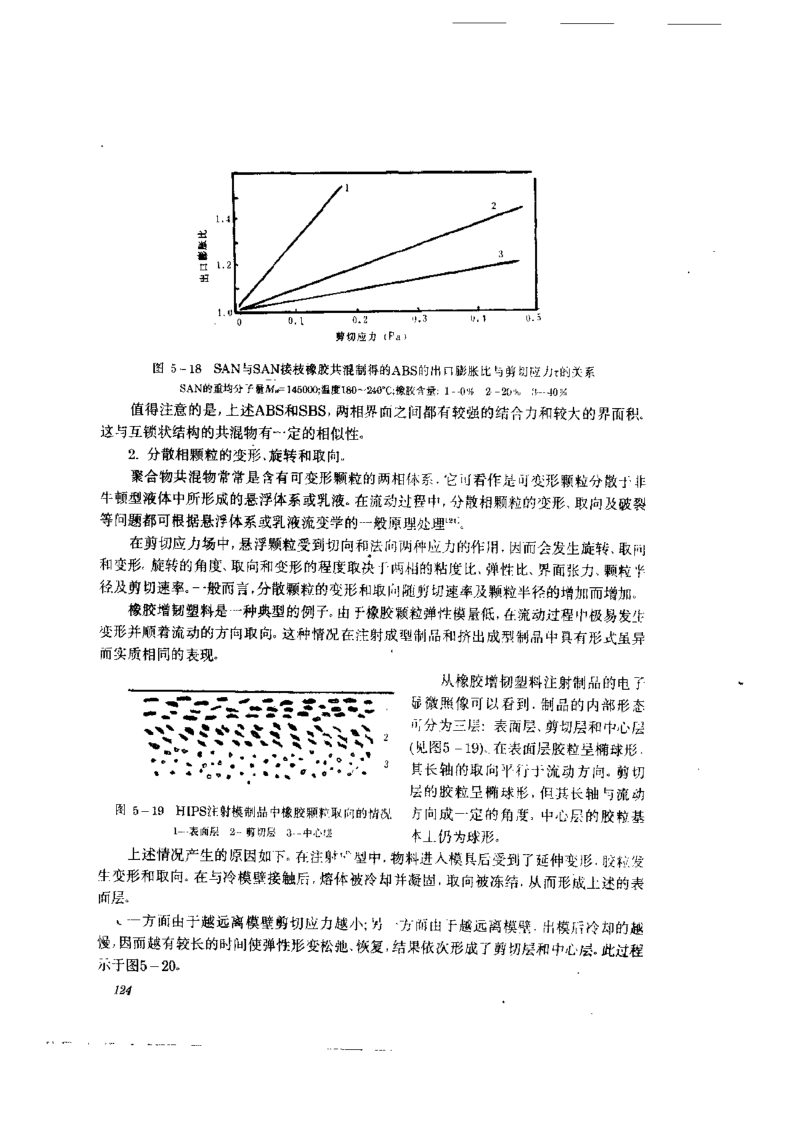 1
2
3
1.4
1.2
1.0
出口膨胀比
0
0.1
0.2
0.3
0.4
0.5
剪切应力 (Pa)
图 5-18 SAN与SAN接枝橡胶共混制得的ABS的出口膨胀比与剪切应力τ的关系
SAN的重均分子量Mw=145000;温度180~240℃;橡胶含量: 1--0% 2-20% 3--40%
值得注意的是,上述ABS和SBS,两相界面之间都有较强的结合力和较大的界面积.
这与互锁状结构的共混物有一定的相似性。
2. 分散相颗粒的变形.旋转和取向。
聚合物共混物常常是含有可变形颗粒的两相体系.它可看作是可变形颗粒分散于非
牛顿型液体中所形成的悬浮体系或乳液。在流动过程中,分散相颗粒的变形、取向及破裂
等问题都可根据悬浮体系或乳液流变学的一般原理处理[2]。
在剪切应力场中,悬浮颗粒受到切向和法向两种应力的作用.因而会发生旋转、取向
和变形.旋转的角度、取向和变形的程度取决于两相的粘度比、弹性比、界面张力、颗粒半
径及剪切速率。一般而言,分散颗粒的变形和取向随剪切速率及颗粒半径的增加而增加。
橡胶增韧塑料是一种典型的例子。由于橡胶颗粒弹性模量低,在流动过程中极易发生
变形并顺着流动的方向取向。这种情况在注射成型制品和挤出成型制品中具有形式虽异
而实质相同的表现。
从橡胶增韧塑料注射制品的电子
显微照像可以看到.制品的内部形态
可分为三层: 表面层、剪切层和中心层
(见图5-19)、在表面层胶粒呈椭球形.
其长轴的取向平行于流动方向。剪切
层的胶粒呈椭球形,但其长轴与流动
方向成一定的角度,中心层的胶粒基
本上仍为球形。
2
3
图 5-19 HIPS注射模制品中橡胶颗粒取向的情况
1--表面层 2-剪切层 3--中心层
上述情况产生的原因如下。在注射 型中.物料进入模具后受到了延伸变形.胶粒发
生变形和取向。在与冷模壁接触后,熔体被冷却并凝固,取向被冻结,从而形成上述的表
面层。
一方面由于越远离模壁剪切应力越小;另一方面由于越远离模壁.出模后冷却的越
慢,因而越有较长的时间使弹性形变松弛、恢复,结果依次形成了剪切层和中心层。此过程
示于图5-20。
124